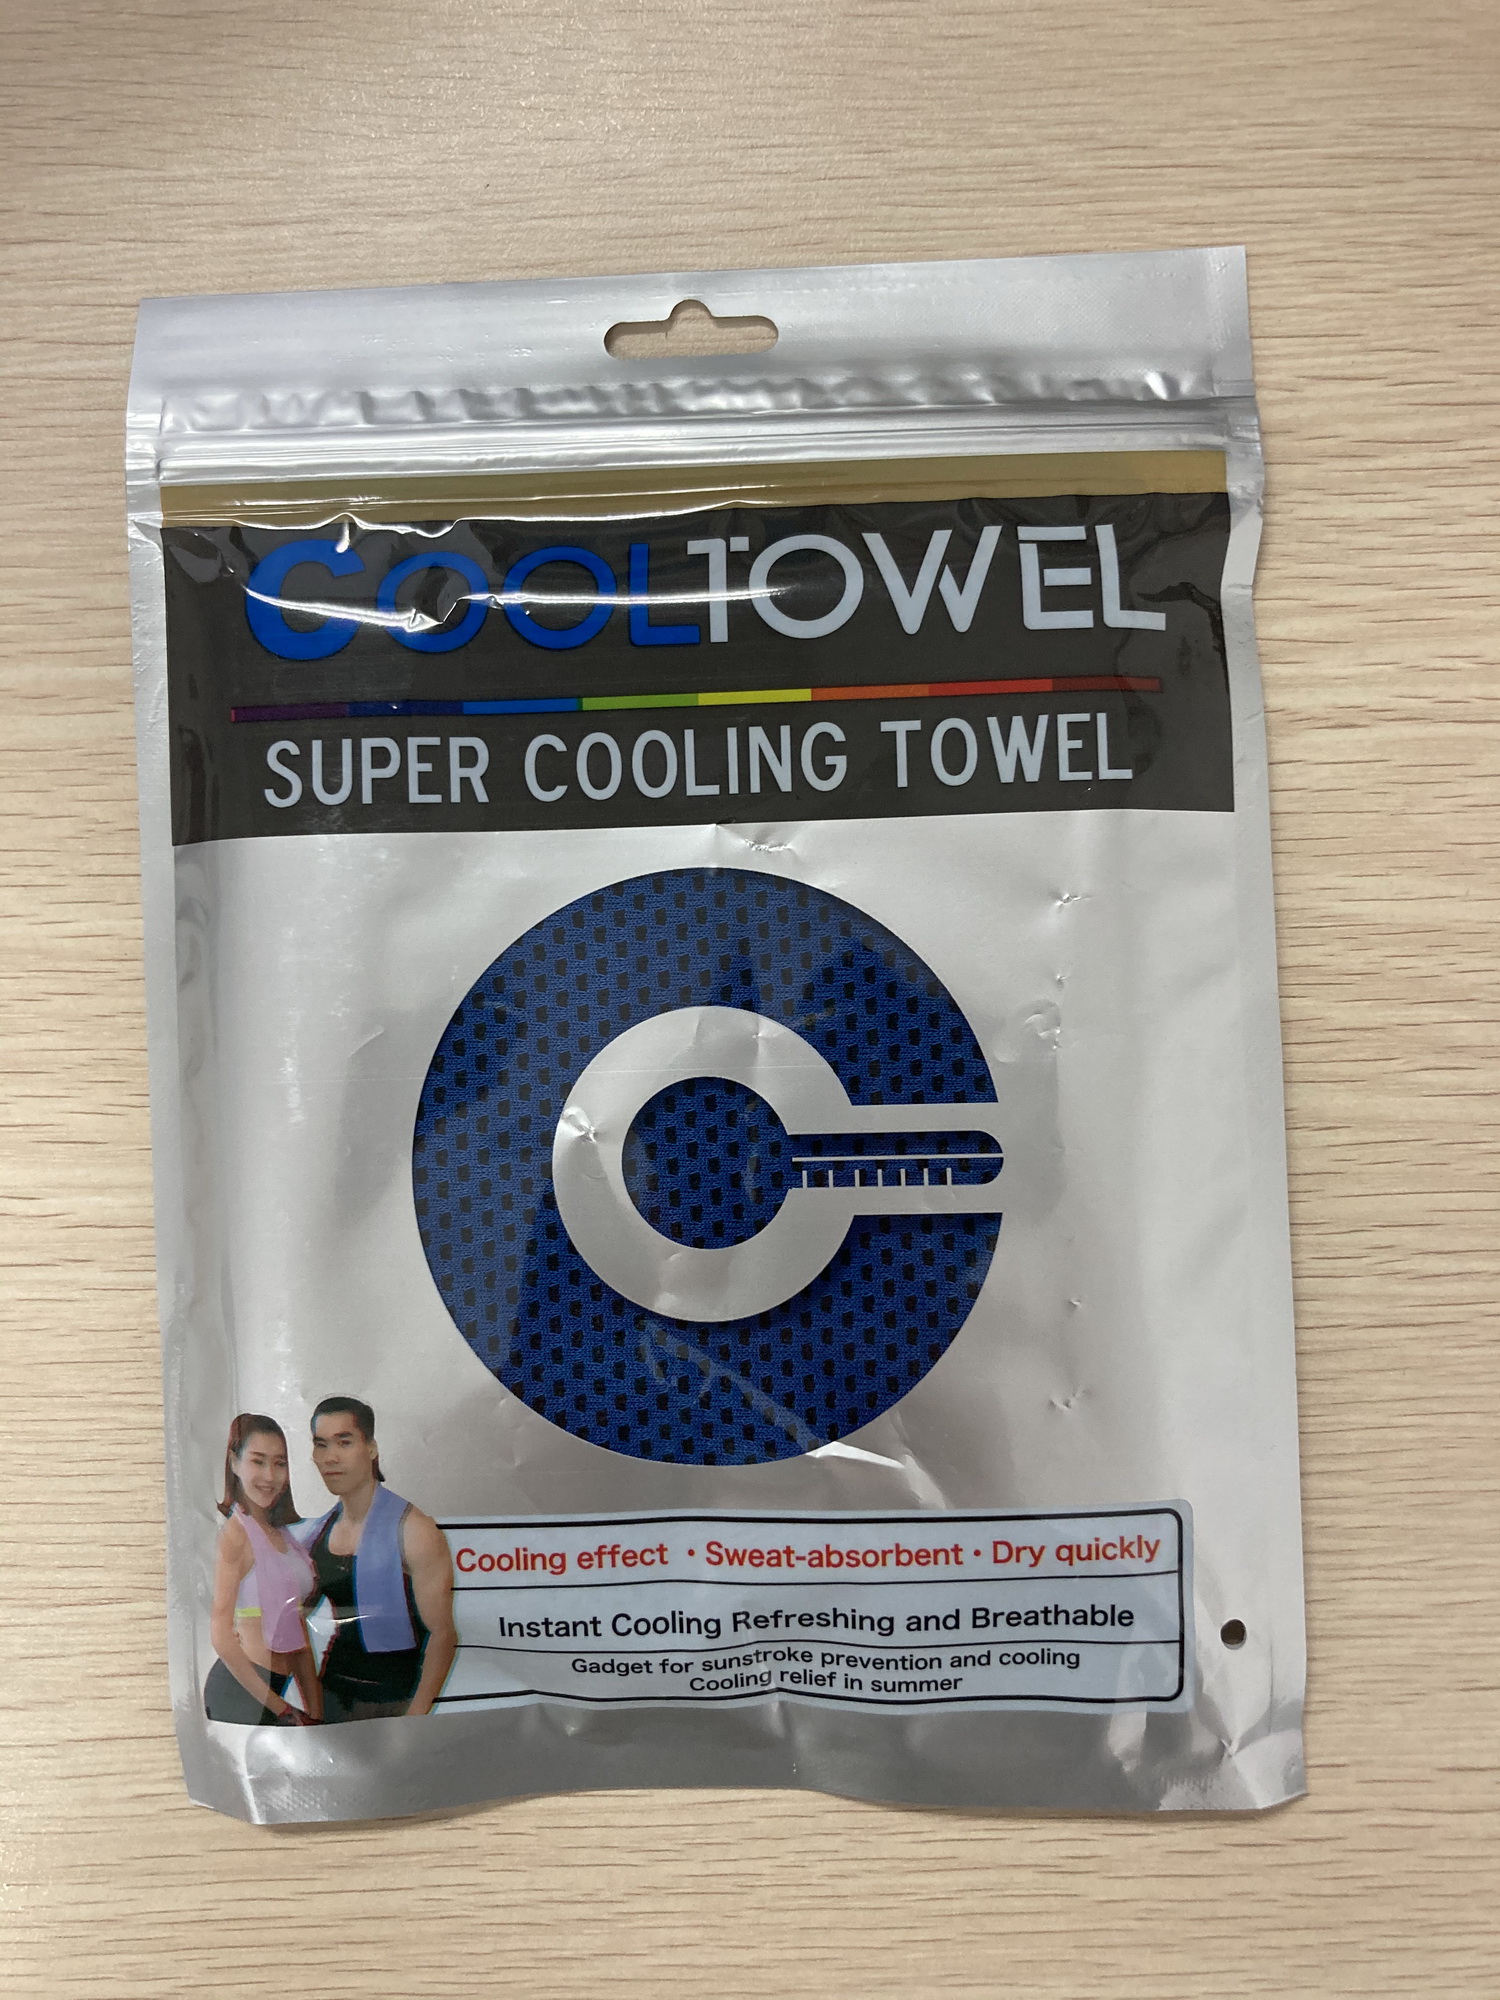 COOLTOWEL
SUPER COOLING TOWEL
Cooling effect ・Sweat-absorbent・Dry quickly
Instant Cooling Refreshing and Breathable
Gadget for sunstroke prevention and cooling
Cooling relief in summer